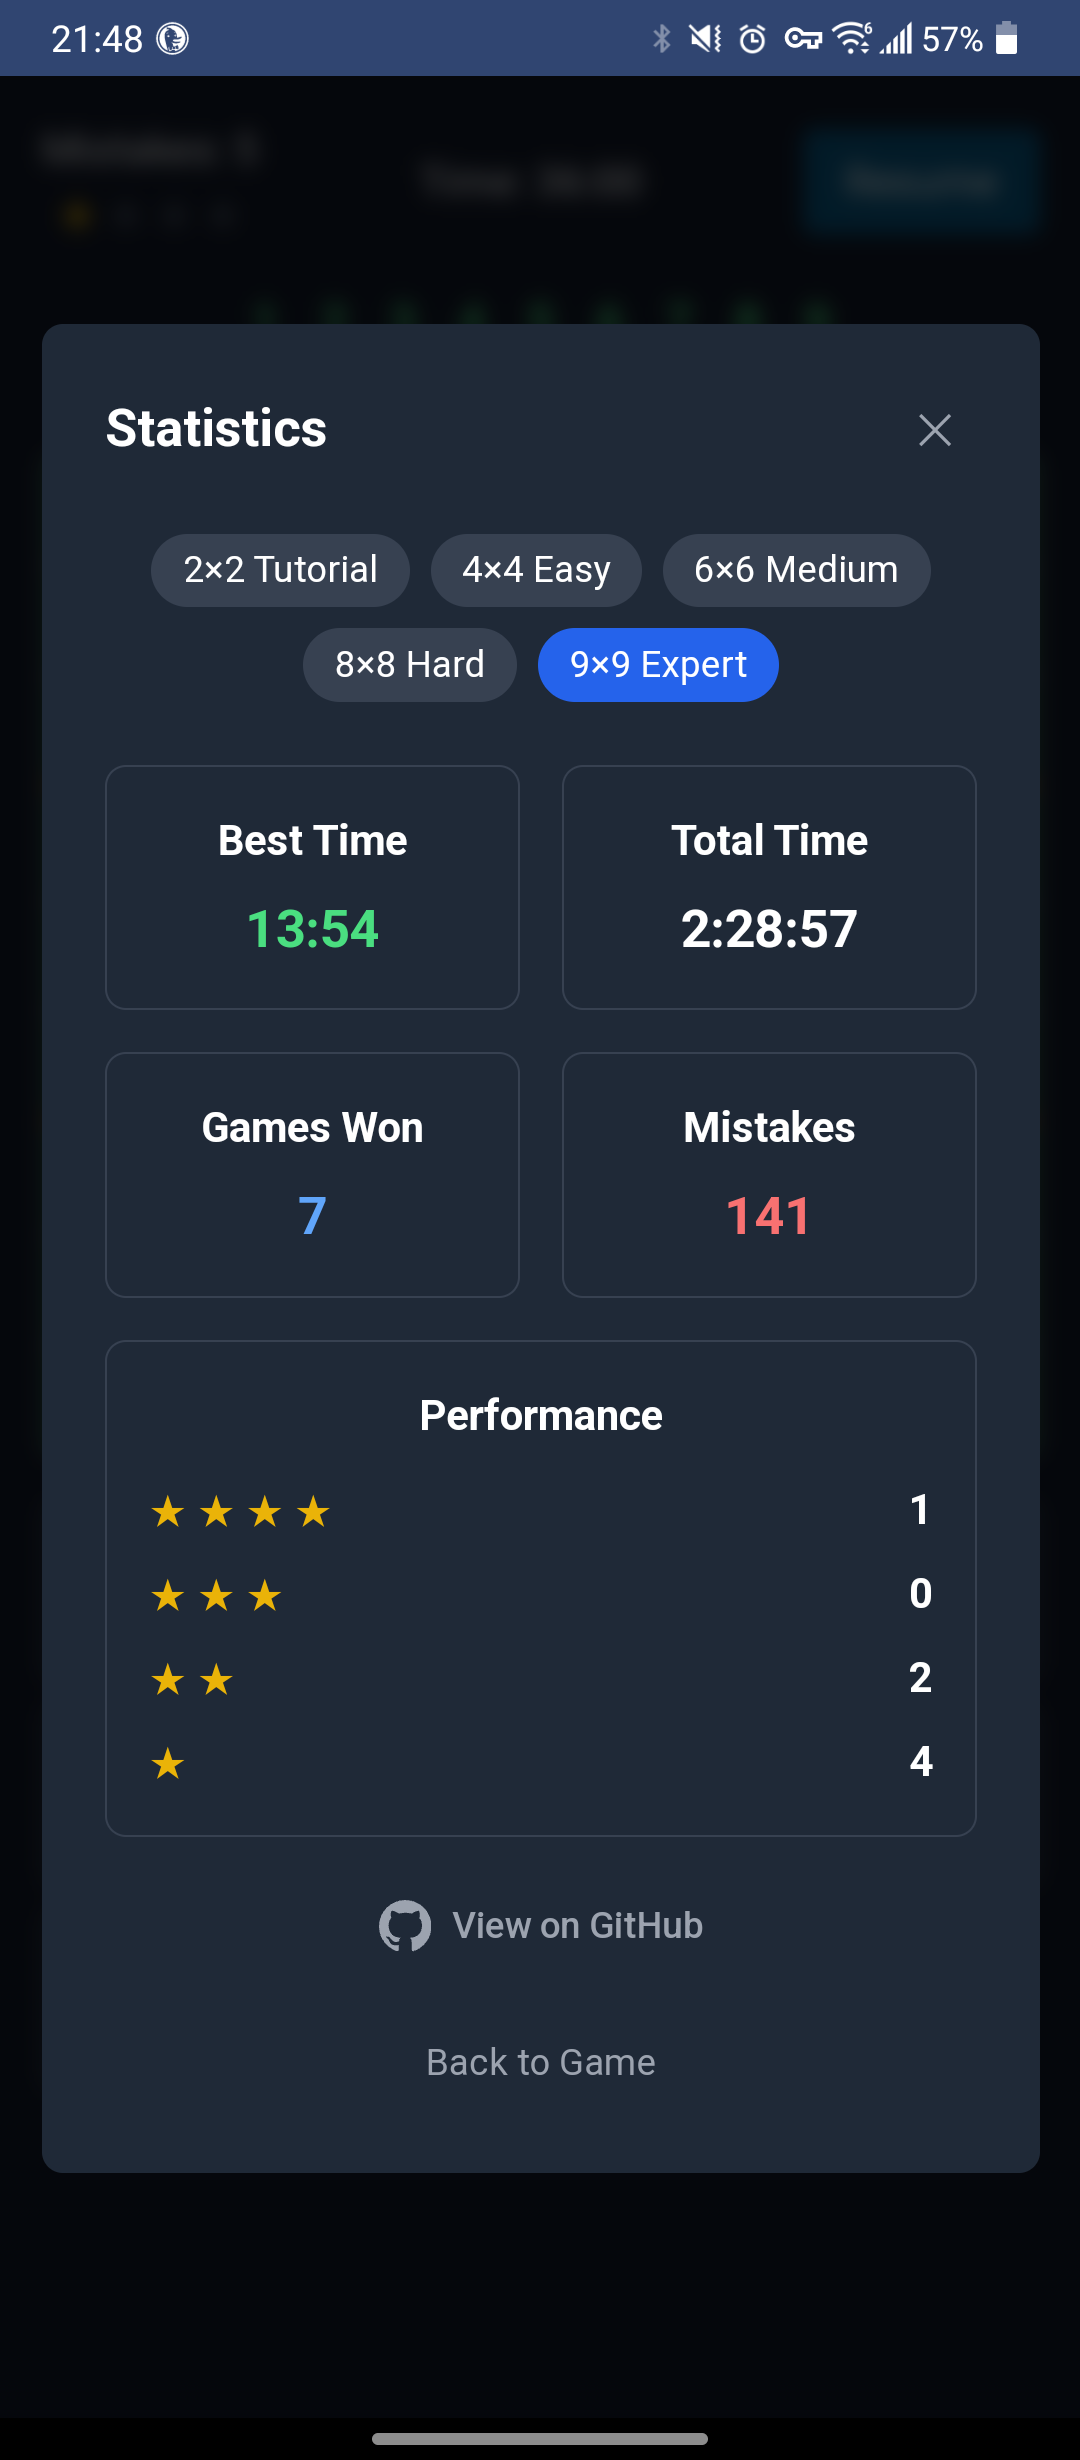 21:48 6 57%
Statistics
2×2 Tutorial 4×4 Easy 6×6 Medium
8×8 Hard 9×9 Expert
Best Time Total Time
13:54 2:28:57
Games Won Mistakes
7 141
Performance
★ ★ ★ ★ 1
★ ★ ★ 0
★ ★ 2
★ 4
View on GitHub
Back to Game